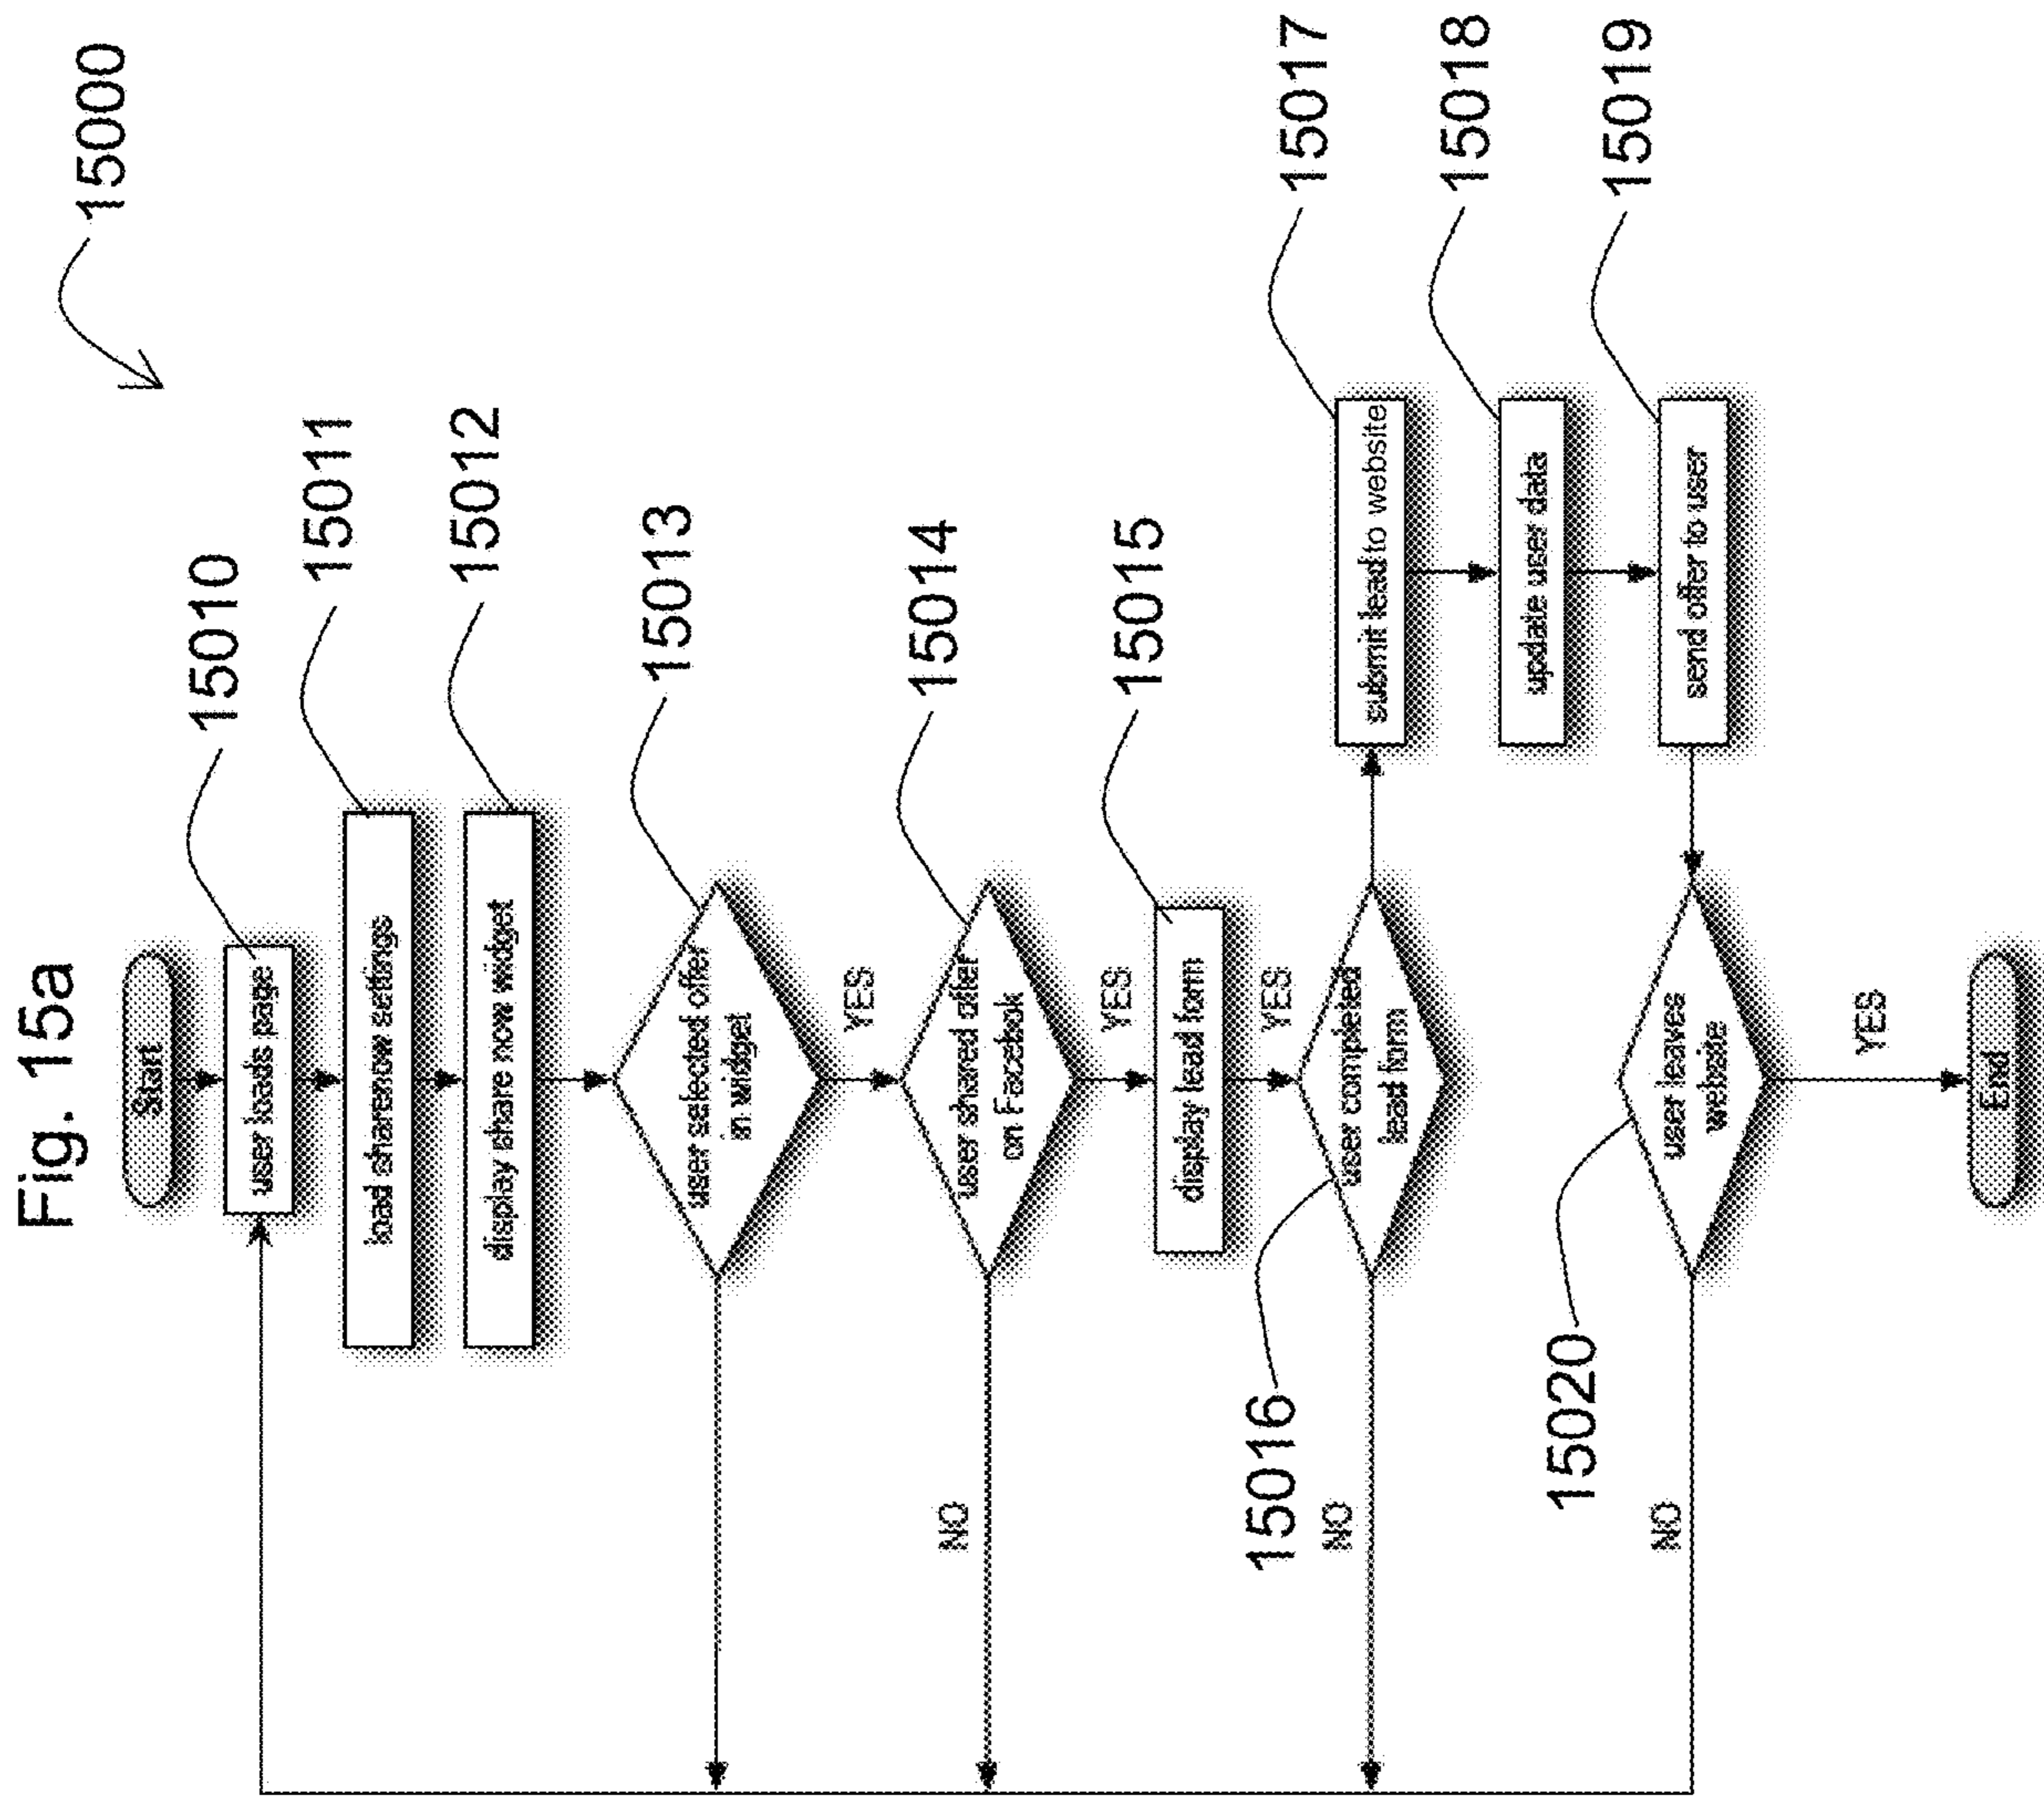 Fig. 15a
15000
Start
user loads page
15010
load sharenow settings
15011
display share now widget
15012
user selected offer
in widget
15013
YES
user shared offer
on Facebok
15014
NO
YES
display lead form
15015
YES
user completed
lead form
15016
NO
submit lead to website
15017
update user data
15018
send offer to user
15019
user leaves
website
15020
NO
YES
End